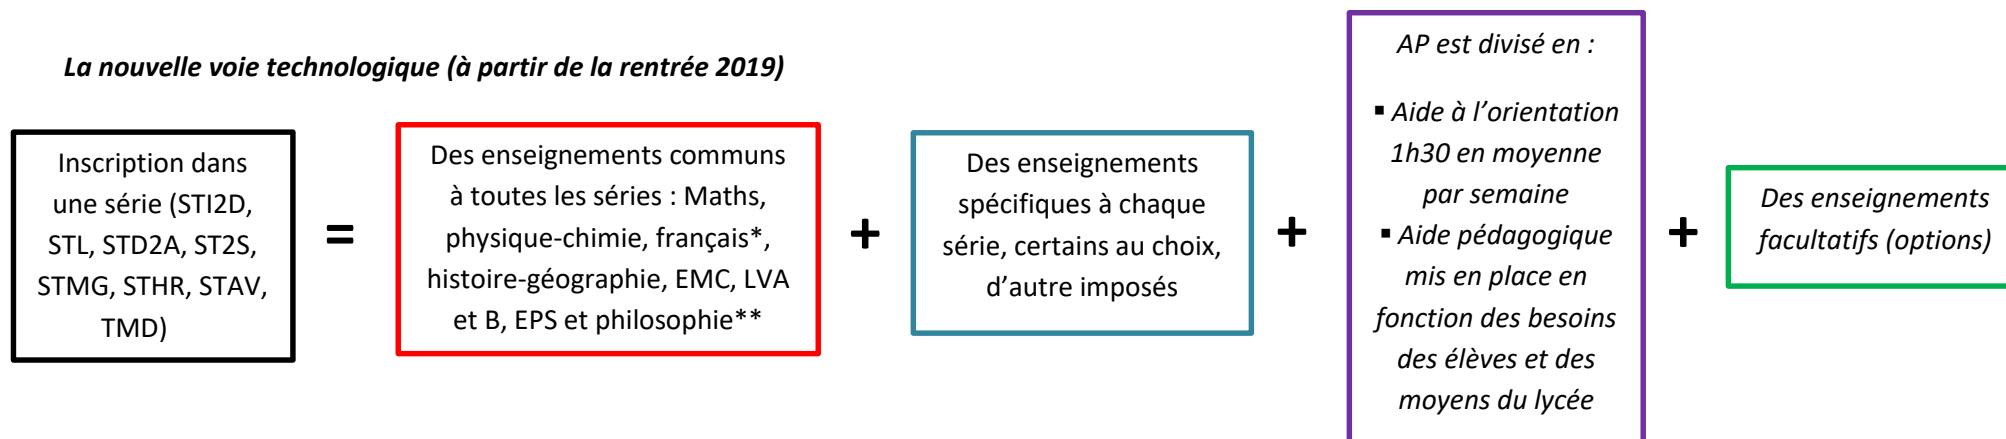 La nouvelle voie technologique (à partir de la rentrée 2019)
Inscription dans
une série (STI2D,
STL, STD2A, ST2S,
STMG, STHR, STAV,
TMD)
=
Des enseignements communs
à toutes les séries : Maths,
physique-chimie, français*,
histoire-géographie, EMC, LVA
et B, EPS et philosophie**
+
Des enseignements
spécifiques à chaque
série, certains au choix,
d’autre imposés
+
AP est divisé en :
▪ Aide à l’orientation
1h30 en moyenne
par semaine
▪ Aide pédagogique
mis en place en
fonction des besoins
des élèves et des
moyens du lycée
+
Des enseignements
facultatifs (options)